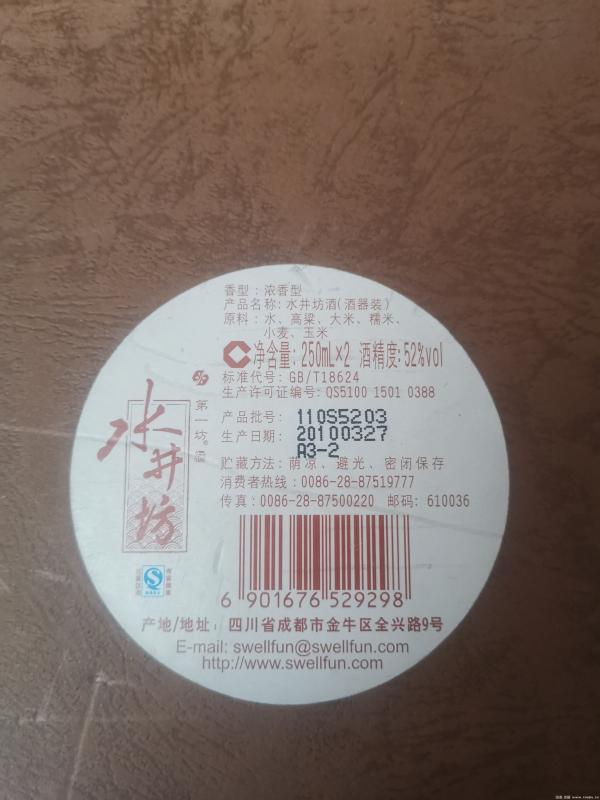 香型：浓香型
产品名称：水井坊酒(酒器装)
原料：水、高粱、大米、糯米、
小麦、玉米
净含量：250mL×2 酒精度：52%vol
标准代号：GB/T18624
生产许可证编号：QS5100 1501 0388
产品批号：110S5203
生产日期：20100327
A3-2
贮藏方法：荫凉、避光、密闭保存
消费者热线：0086-28-87519777
传真：0086-28-87500220 邮码：610036
水井坊
第一坊
6 901676 529298
产地/地址：四川省成都市金牛区全兴路9号
E-mail: swellfun@swellfun.com
http://www.swellfun.com